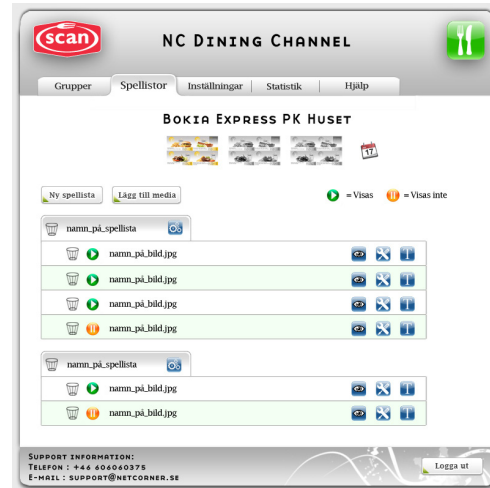 scan
NC Dining Channel
Grupper Spellistor Inställningar Statistik Hjälp
Bokia Express PK Huset
17
Ny spellista Lägg till media = Visas = Visas inte
namn_på_spellista
namn_på_bild.jpg T
namn_på_bild.jpg T
namn_på_bild.jpg T
namn_på_bild.jpg T
namn_på_spellista
namn_på_bild.jpg T
namn_på_bild.jpg T
Support information:
Telefon : +46 606060375
E-mail : support@netcorner.se
Logga ut